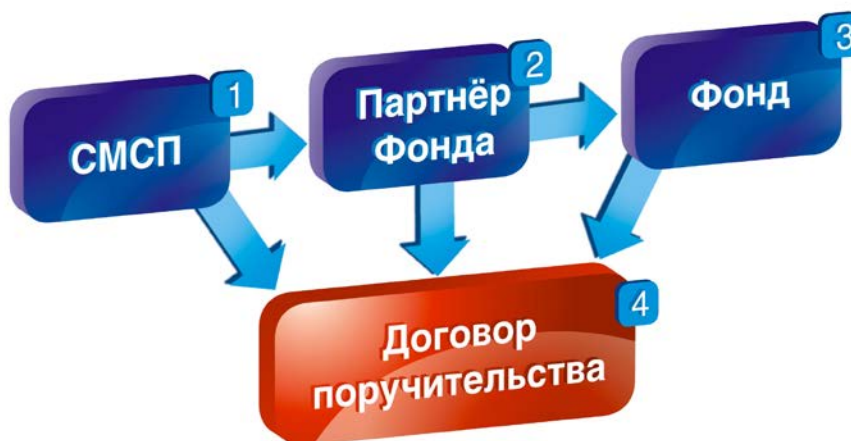 1
СМСП
2
Партнёр
Фонда
3
Фонд
4
Договор
поручительства